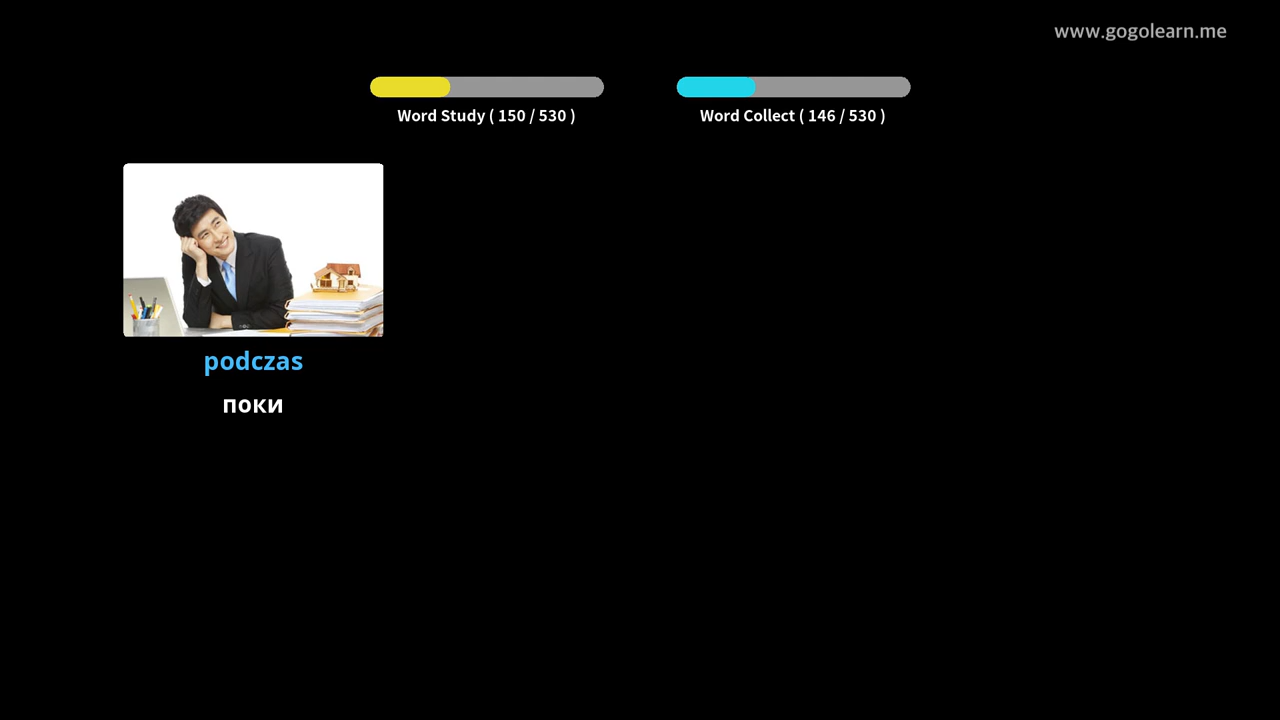 www.gogolearn.me
Word Study ( 150 / 530 )
Word Collect ( 146 / 530 )
podczas
поки